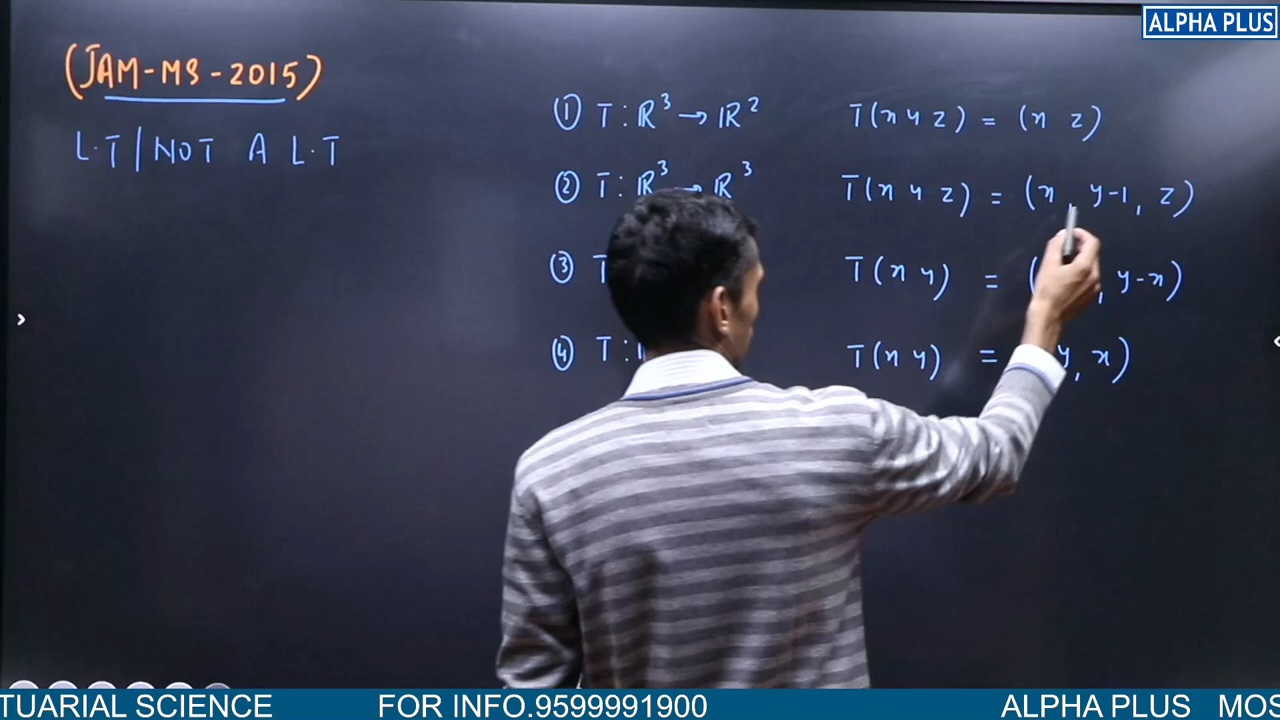 ALPHA PLUS
(JAM-MS-2015)
L.T/NOT A L.T
① T:ℝ³→ℝ² T(x y z) = (x z)
② T:ℝ³→ℝ³ T(x y z) = (x, y-1, z)
③ T T(x y) = ( , y-x)
④ T: T(x y) = y, x)
TUARIAL SCIENCE FOR INFO.9599991900 ALPHA PLUS MOS